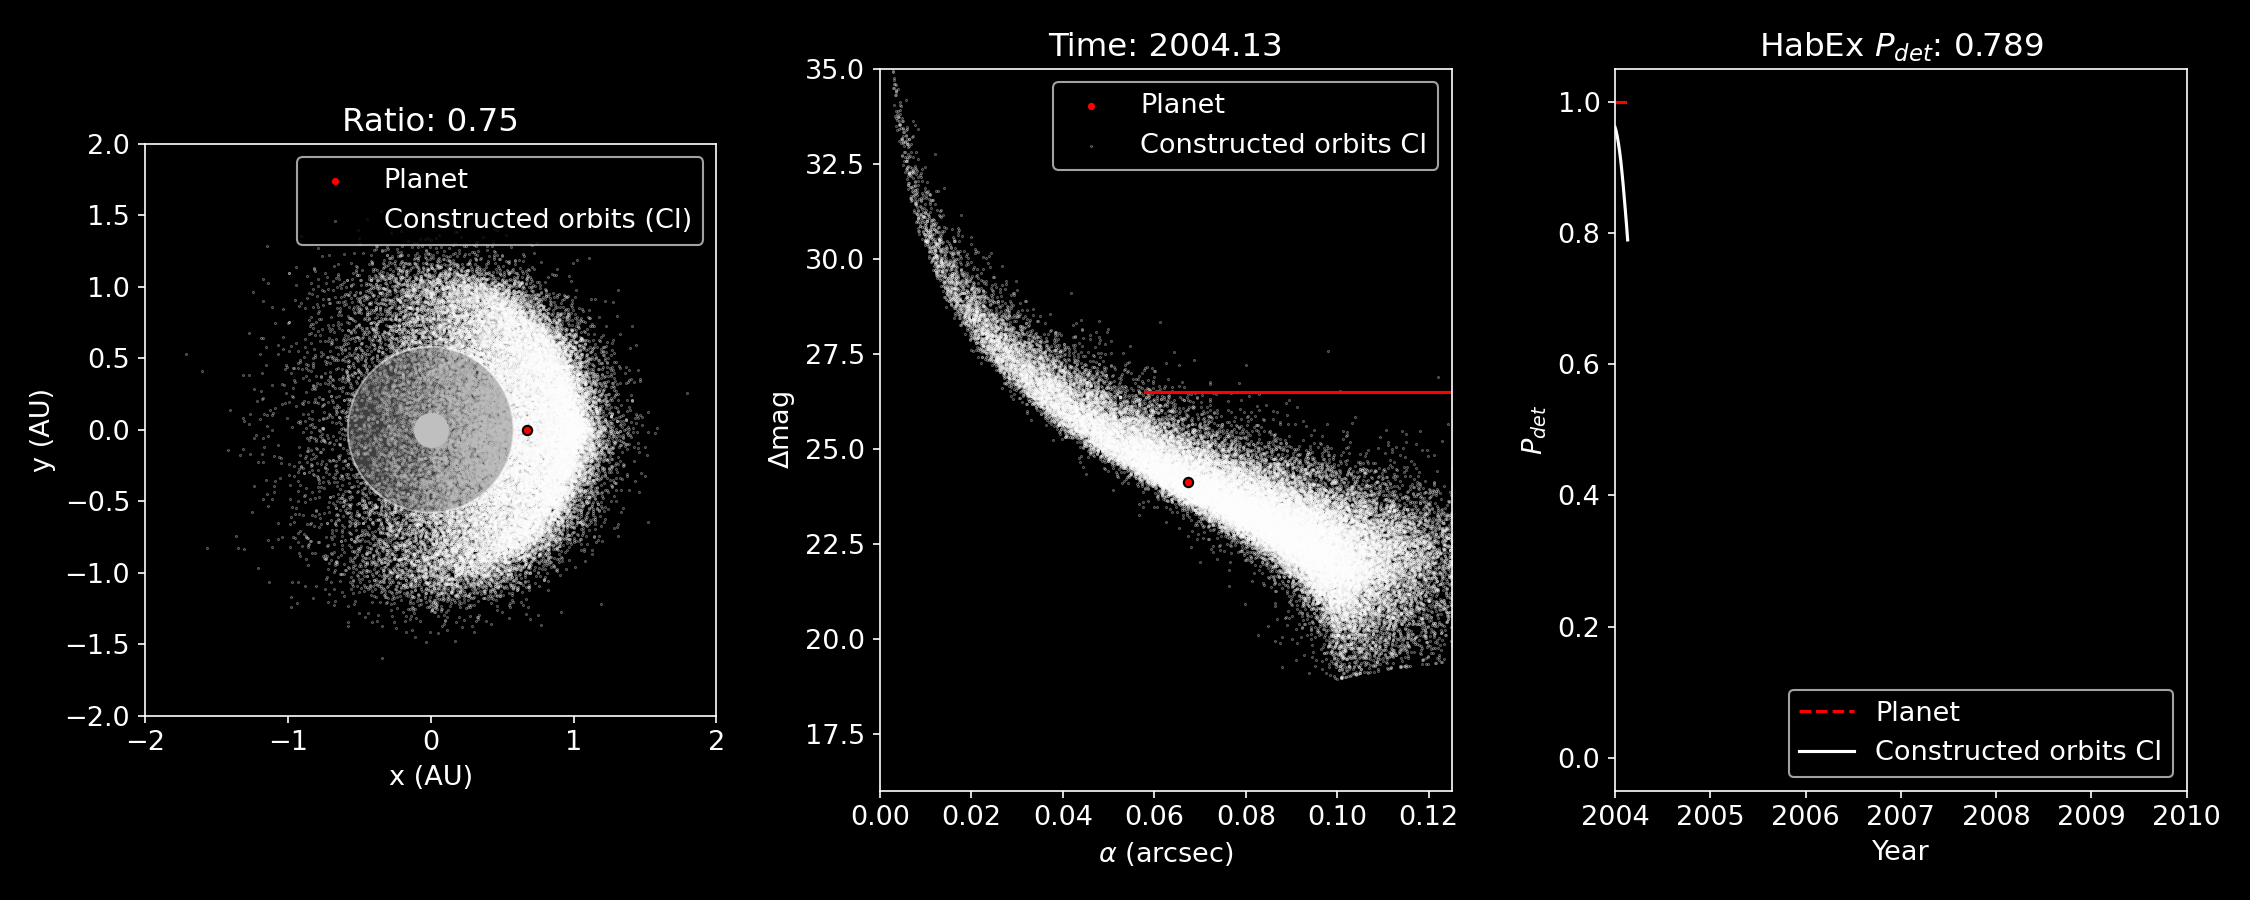 Ratio: 0.75
Planet
Constructed orbits (Cl)
2.0
1.5
1.0
0.5
0.0
−0.5
−1.0
−1.5
−2.0
y (AU)
−2
−1
0
1
2
x (AU)
Time: 2004.13
Planet
Constructed orbits Cl
35.0
32.5
30.0
27.5
25.0
22.5
20.0
17.5
Δmag
0.00
0.02
0.04
0.06
0.08
0.10
0.12
α (arcsec)
HabEx P_det: 0.789
1.0
0.8
0.6
0.4
0.2
0.0
P_det
Planet
Constructed orbits Cl
2004
2005
2006
2007
2008
2009
2010
Year